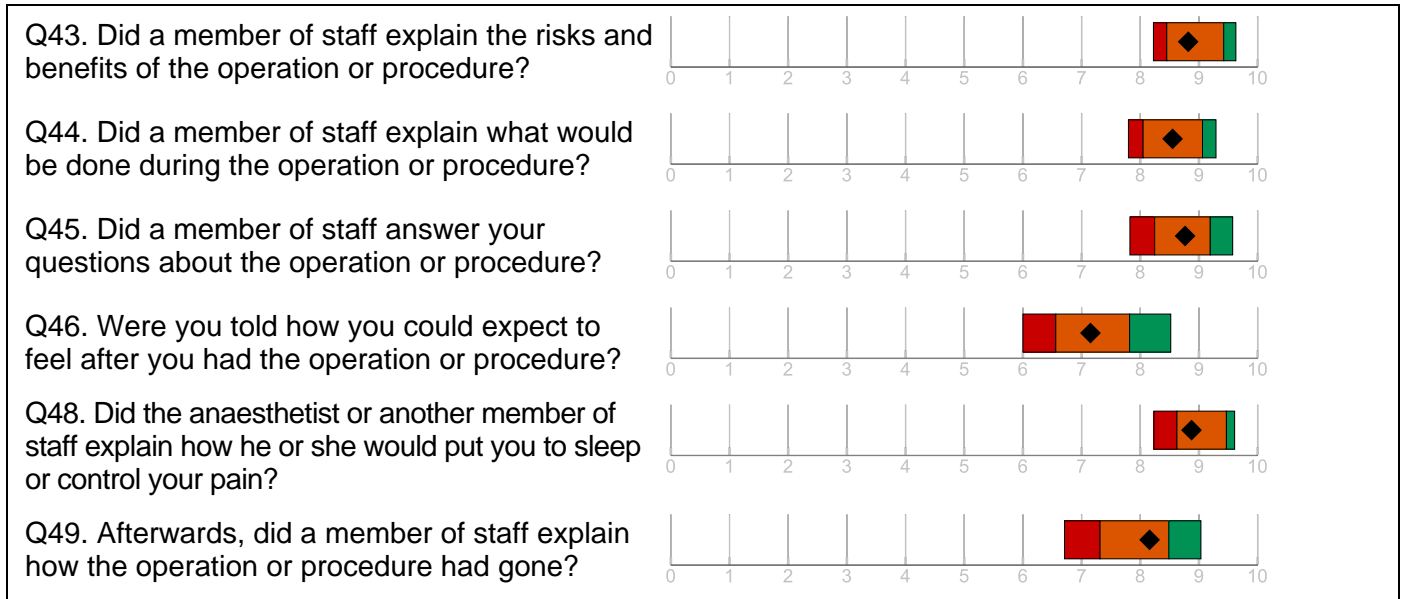 Q43. Did a member of staff explain the risks and
benefits of the operation or procedure?
0 1 2 3 4 5 6 7 8 9 10
Q44. Did a member of staff explain what would
be done during the operation or procedure?
0 1 2 3 4 5 6 7 8 9 10
Q45. Did a member of staff answer your
questions about the operation or procedure?
0 1 2 3 4 5 6 7 8 9 10
Q46. Were you told how you could expect to
feel after you had the operation or procedure?
0 1 2 3 4 5 6 7 8 9 10
Q48. Did the anaesthetist or another member of
staff explain how he or she would put you to sleep
or control your pain?
0 1 2 3 4 5 6 7 8 9 10
Q49. Afterwards, did a member of staff explain
how the operation or procedure had gone?
0 1 2 3 4 5 6 7 8 9 10